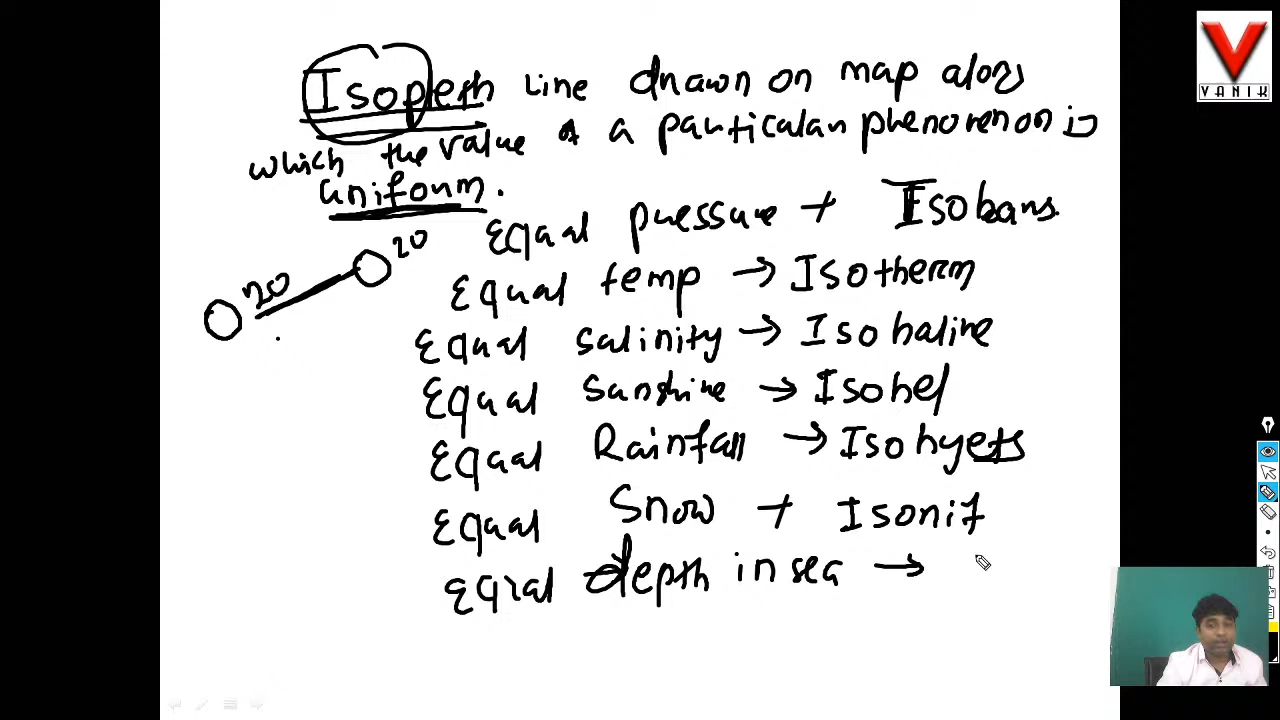 Isopeth Line drawn on map along
which the value of a particular phenomenon is
uniform.
20 20
Equal pressure → Isobars.
Equal temp → Isotherm
Equal Salinity → Isohaline
Equal Sunshine → Isohel
Equal Rainfall → Isohyets
Equal Snow → Isonif
Equal depth in sea →
V
VANIK